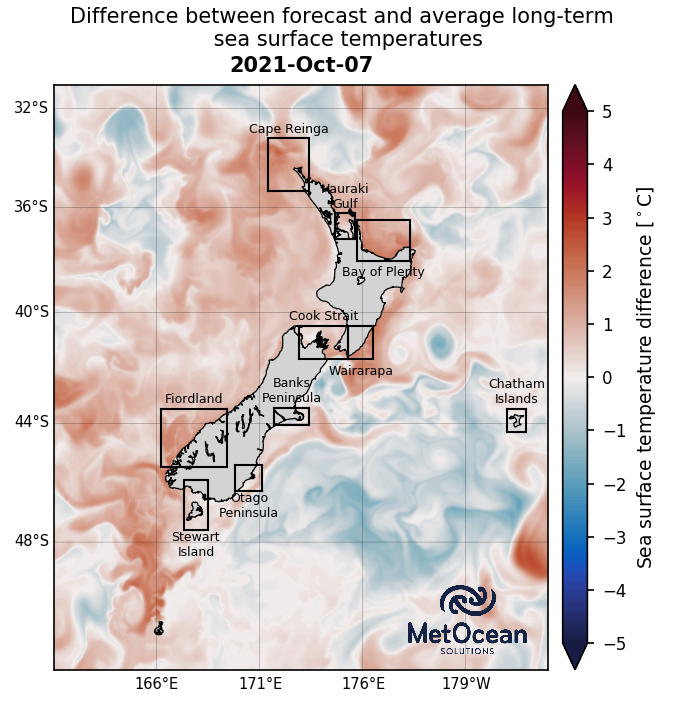 Difference between forecast and average long-term
sea surface temperatures
2021-Oct-07
32°S
36°S
40°S
44°S
48°S
166°E
171°E
176°E
179°W
Cape Reinga
Hauraki
Gulf
Bay of Plenty
Cook Strait
Wairarapa
Banks
Peninsula
Fiordland
Chatham
Islands
Otago
Peninsula
Stewart
Island
MetOcean
SOLUTIONS
5
4
3
2
1
0
−1
−2
−3
−4
−5
Sea surface temperature difference [°C]